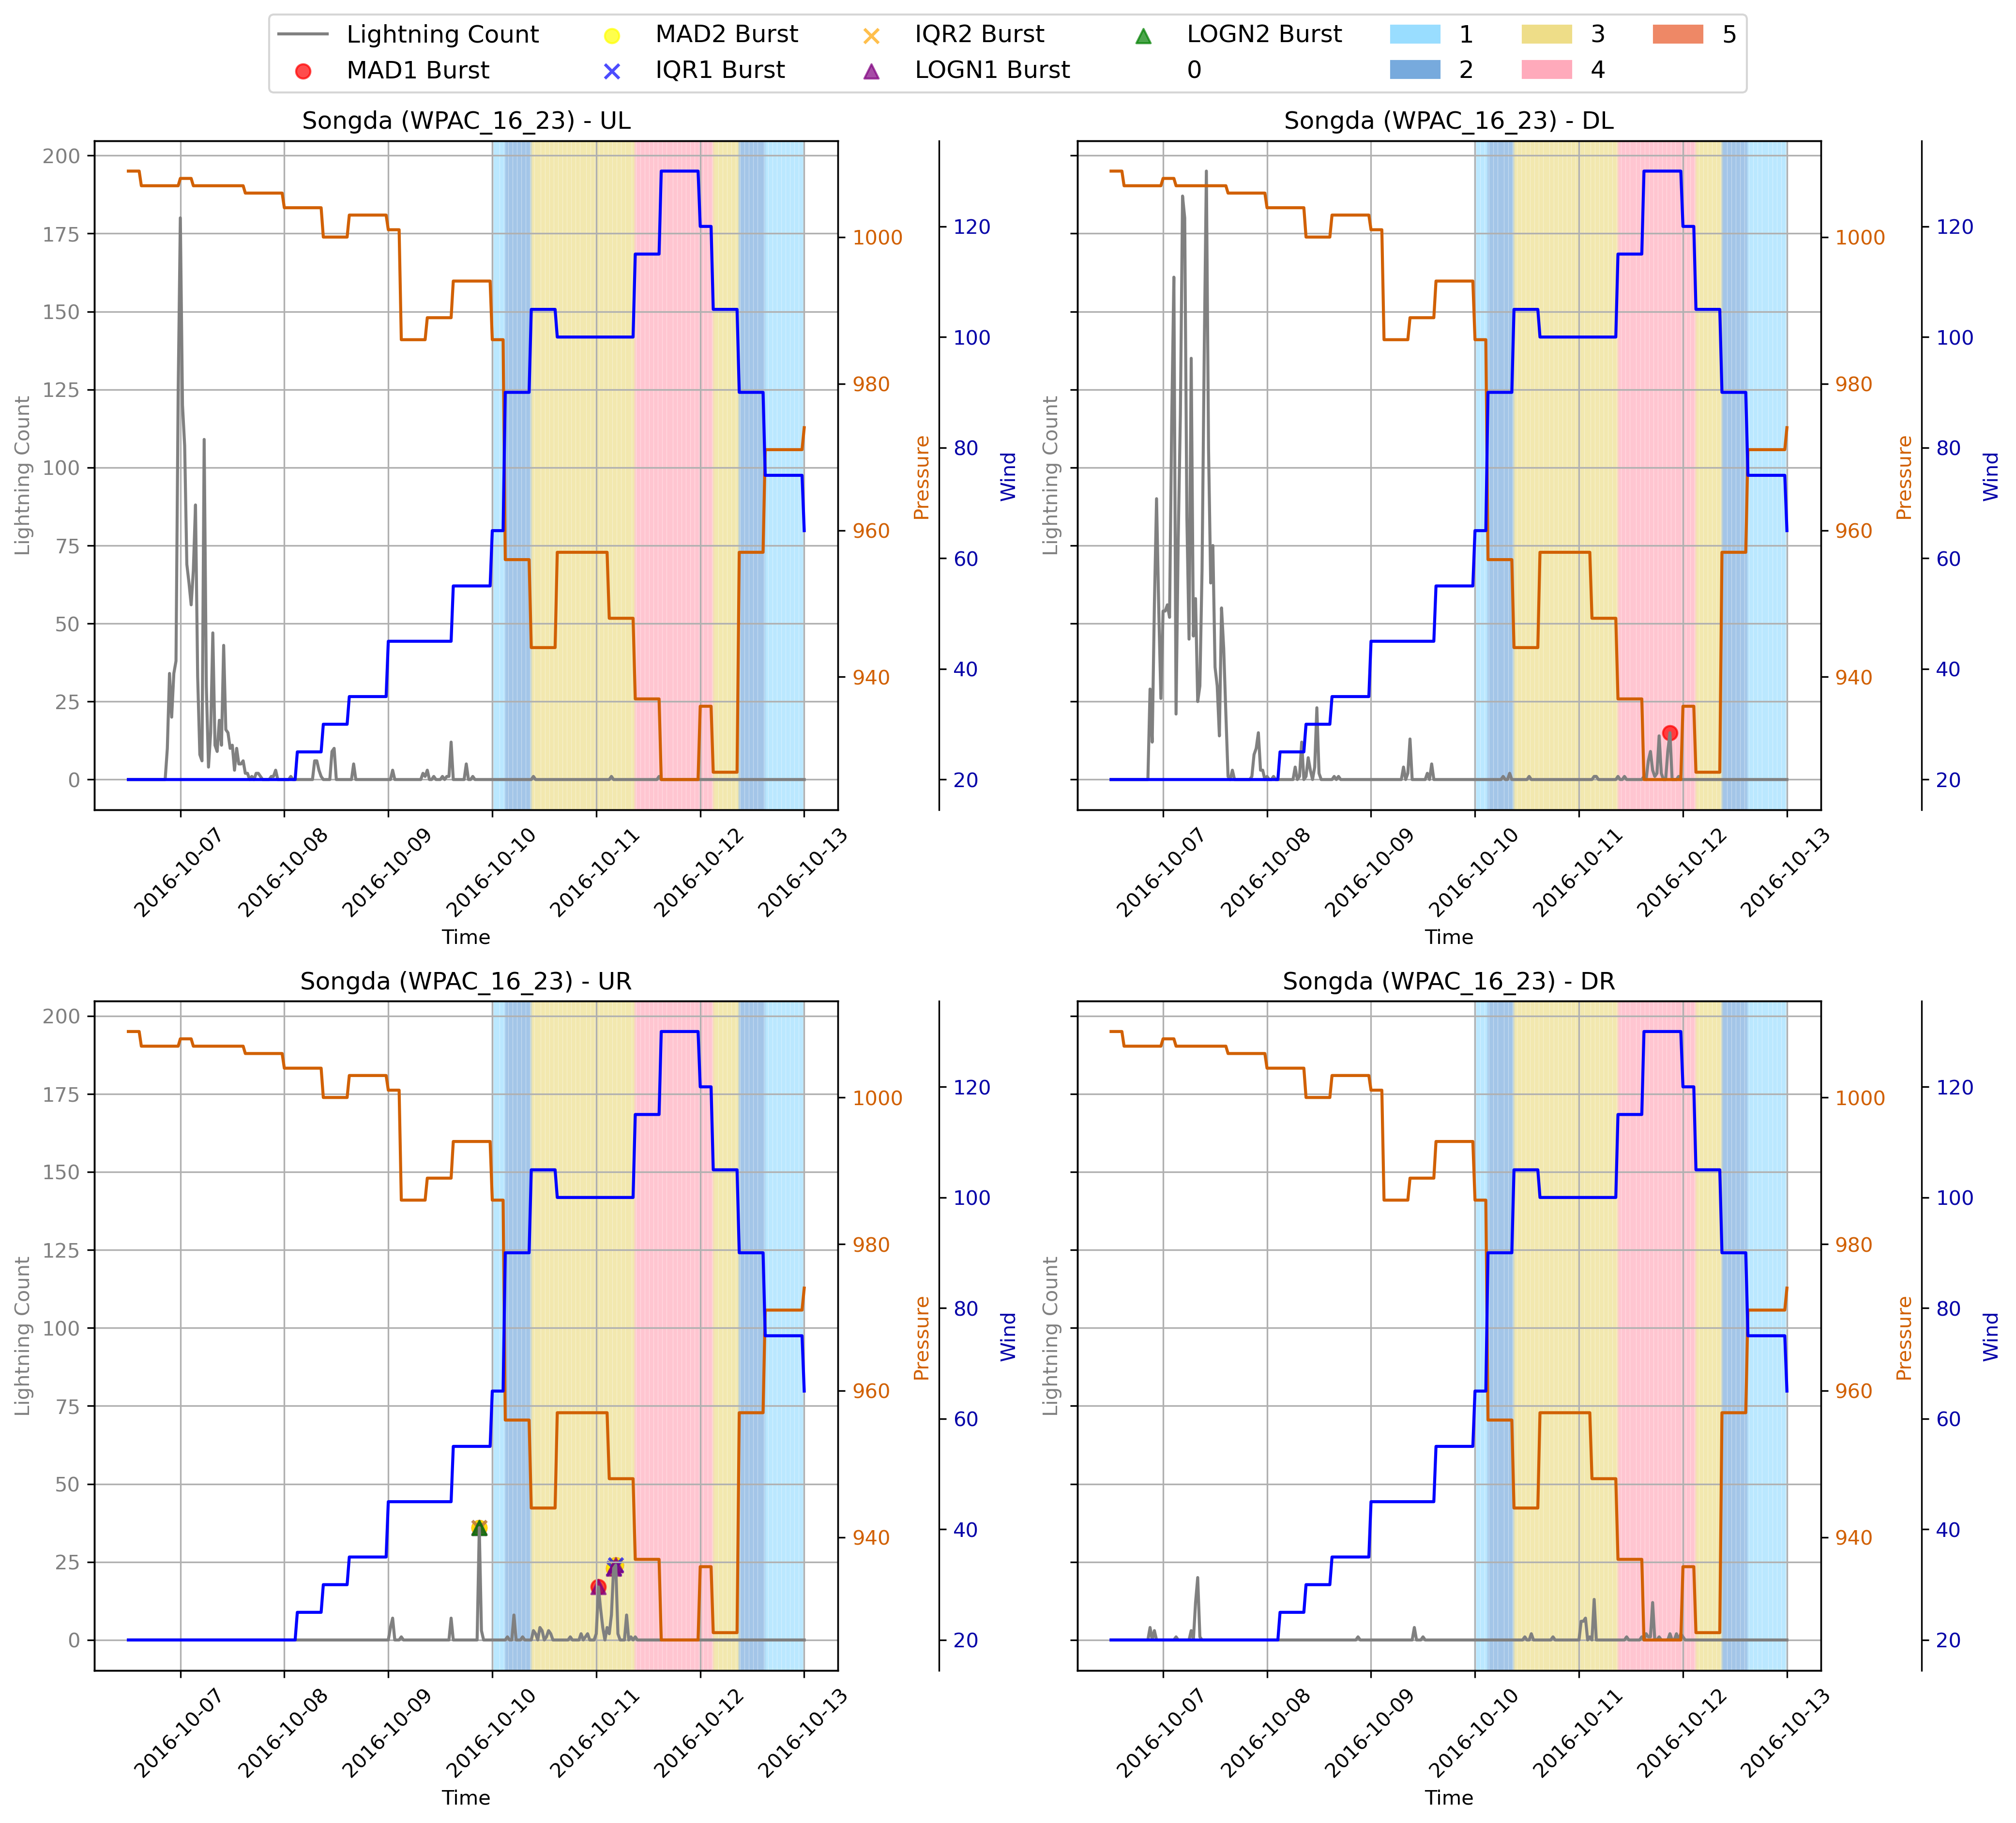 Lightning Count MAD2 Burst IQR2 Burst LOGN2 Burst 1 3 5
MAD1 Burst IQR1 Burst LOGN1 Burst 0 2 4
Songda (WPAC_16_23) - UL
200
175
150
125
100
75
50
25
0
Lightning Count
1000
980
960
940
Pressure
120
100
80
60
40
20
Wind
2016-10-07 2016-10-08 2016-10-09 2016-10-10 2016-10-11 2016-10-12 2016-10-13
Time
Songda (WPAC_16_23) - DL
Lightning Count
1000
980
960
940
Pressure
120
100
80
60
40
20
Wind
2016-10-07 2016-10-08 2016-10-09 2016-10-10 2016-10-11 2016-10-12 2016-10-13
Time
Songda (WPAC_16_23) - UR
200
175
150
125
100
75
50
25
0
Lightning Count
1000
980
960
940
Pressure
120
100
80
60
40
20
Wind
2016-10-07 2016-10-08 2016-10-09 2016-10-10 2016-10-11 2016-10-12 2016-10-13
Time
Songda (WPAC_16_23) - DR
Lightning Count
1000
980
960
940
Pressure
120
100
80
60
40
20
Wind
2016-10-07 2016-10-08 2016-10-09 2016-10-10 2016-10-11 2016-10-12 2016-10-13
Time